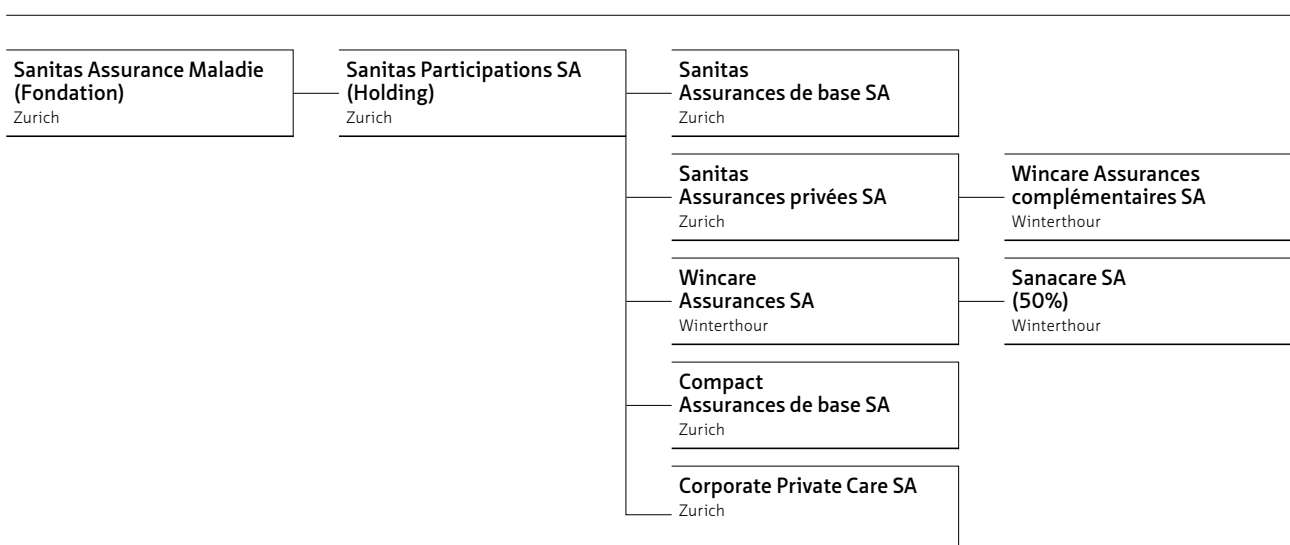 Sanitas Assurance Maladie
(Fondation)
Zurich
Sanitas Participations SA
(Holding)
Zurich
Sanitas
Assurances de base SA
Zurich
Sanitas
Assurances privées SA
Zurich
Wincare Assurances
complémentaires SA
Winterthour
Wincare
Assurances SA
Winterthour
Sanacare SA
(50%)
Winterthour
Compact
Assurances de base SA
Zurich
Corporate Private Care SA
Zurich